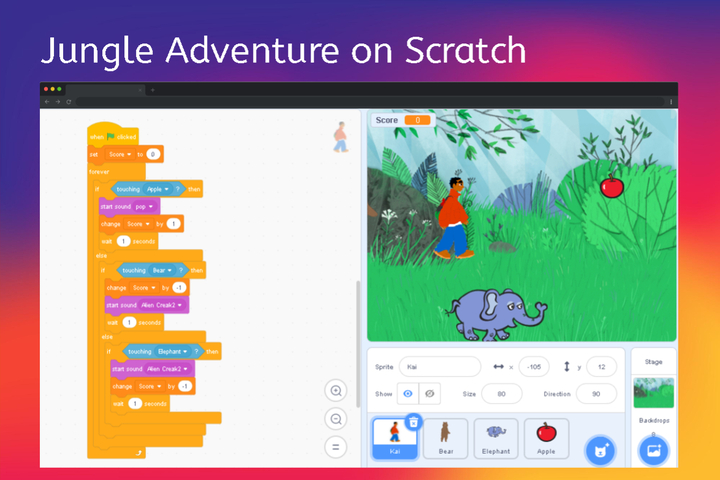 Jungle Adventure on Scratch
when clicked
set Score to 0
forever
if touching Apple ? then
start sound pop
change Score by 1
wait 1 seconds
else
if touching Bear ? then
change Score by -1
start sound Alien Creak2
wait 1 seconds
else
if touching Elephant ? then
start sound Alien Creak2
change Score by -1
wait 1 seconds
Score 0
Sprite Kai x -105 y 12
Show Size 80 Direction 90
Kai Bear Elephant Apple
Stage
Backdrops